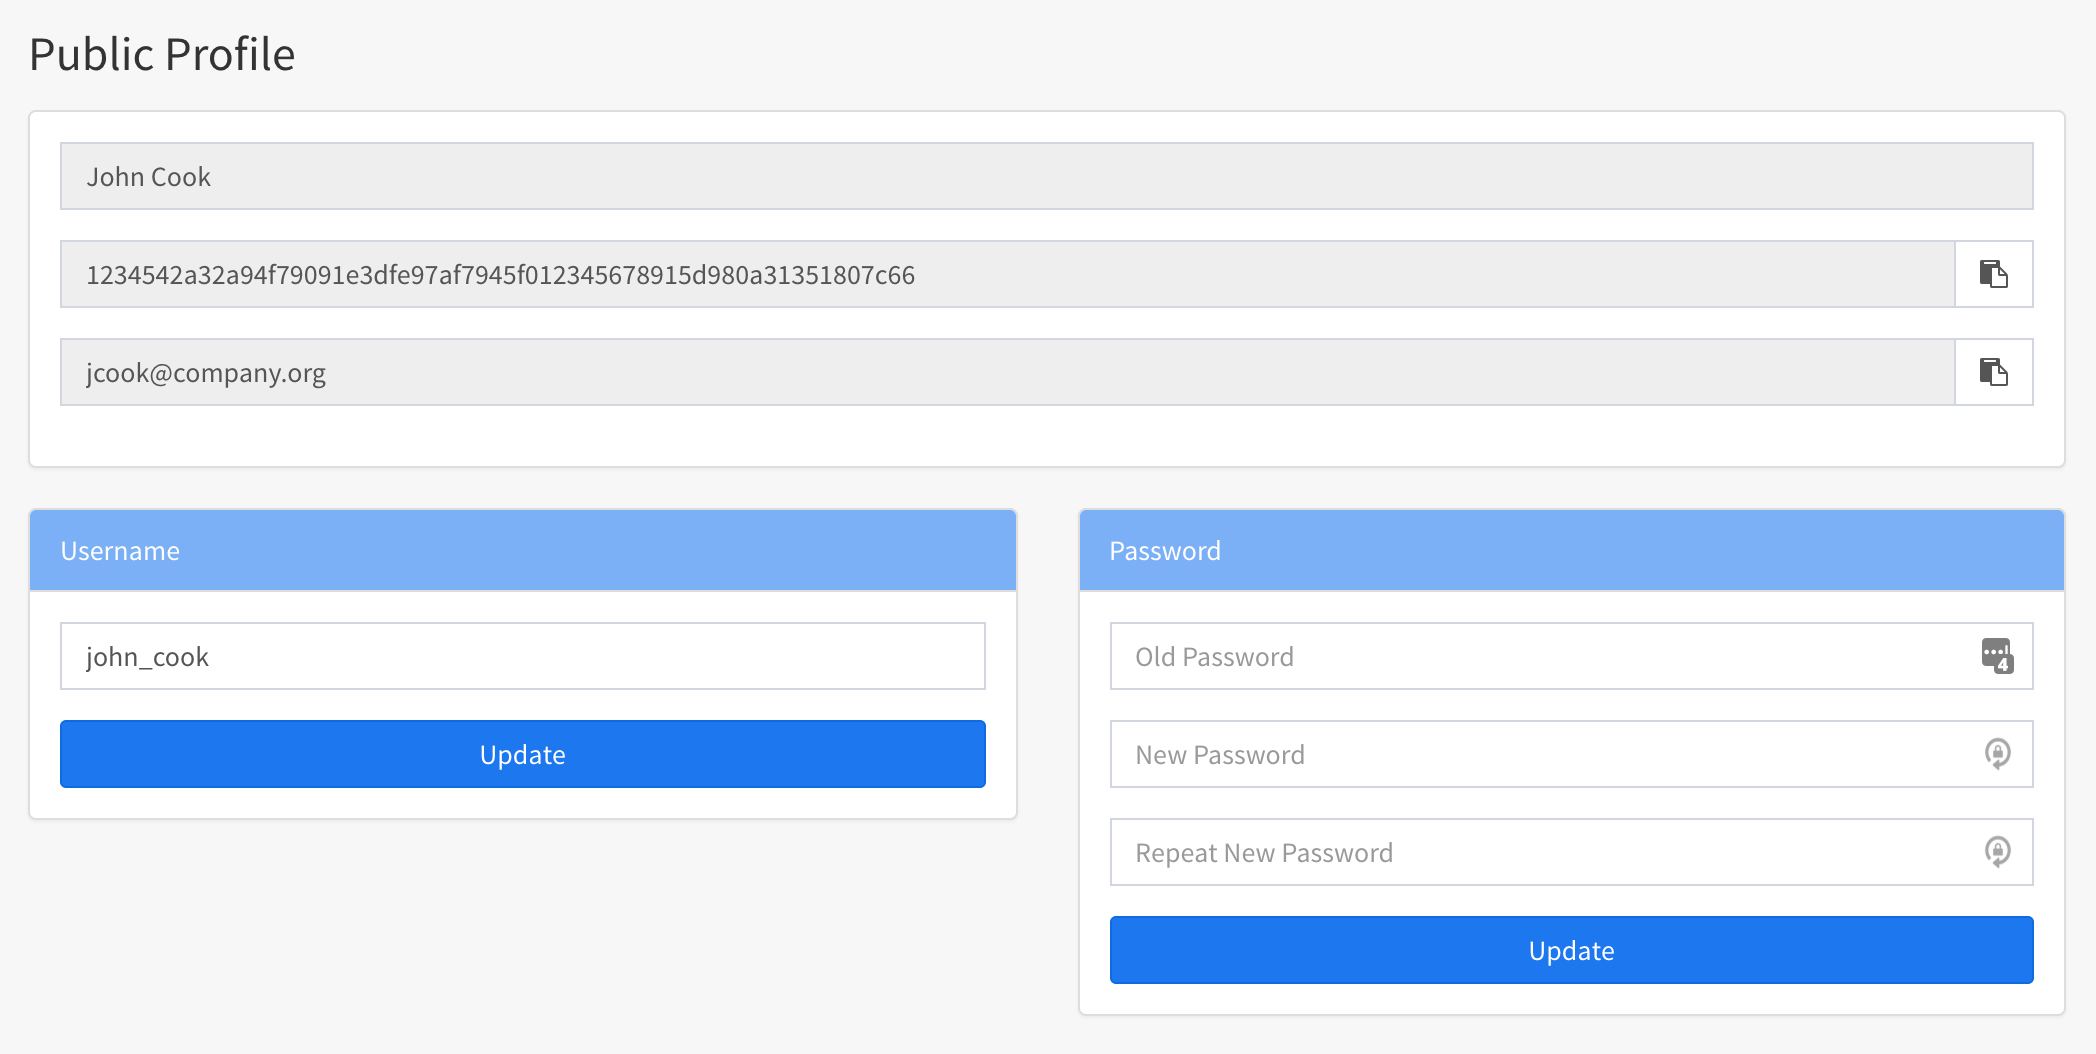 Public Profile
John Cook
1234542a32a94f79091e3dfe97af7945f012345678915d980a31351807c66
jcook@company.org
Username
john_cook
Update
Password
Old Password
4
New Password
Repeat New Password
Update